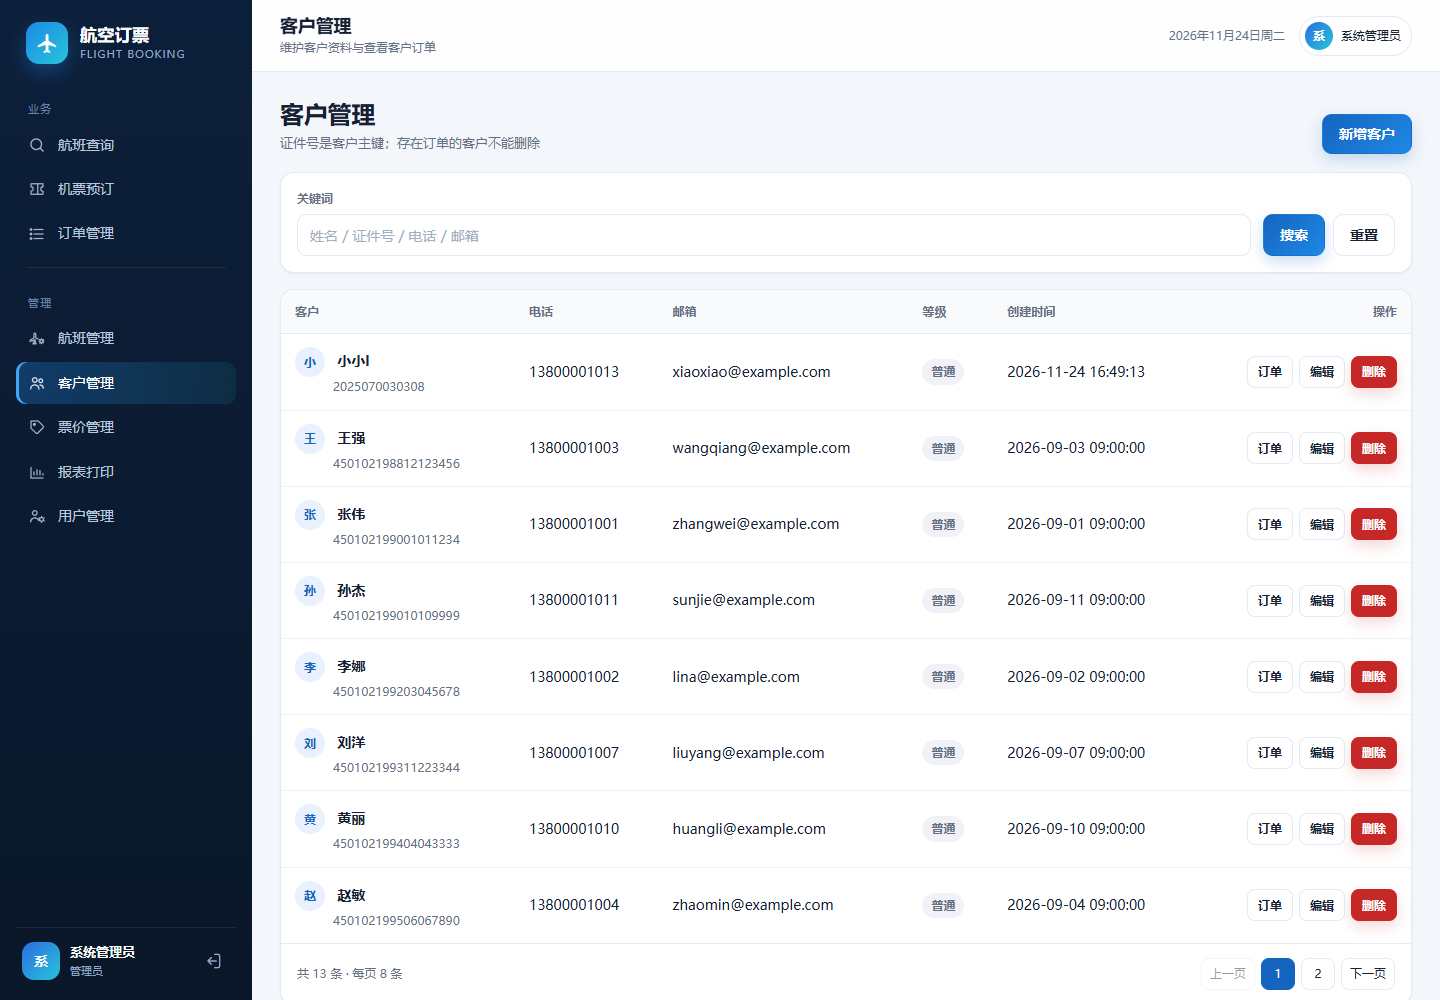 航空订票
FLIGHT BOOKING
业务
航班查询
机票预订
订单管理
管理
航班管理
客户管理
票价管理
报表打印
用户管理
系
系统管理员
管理员
客户管理
维护客户资料与查看客户订单
2026年11月24日周二
系
系统管理员
客户管理
证件号是客户主键；存在订单的客户不能删除
新增客户
关键词
姓名 / 证件号 / 电话 / 邮箱
搜索
重置
客户 电话 邮箱 等级 创建时间 操作
小 小小l 13800001013 xiaoxiao@example.com 普通 2026-11-24 16:49:13 订单 编辑 删除
2025070030308
王 王强 13800001003 wangqiang@example.com 普通 2026-09-03 09:00:00 订单 编辑 删除
450102198812123456
张 张伟 13800001001 zhangwei@example.com 普通 2026-09-01 09:00:00 订单 编辑 删除
450102199001011234
孙 孙杰 13800001011 sunjie@example.com 普通 2026-09-11 09:00:00 订单 编辑 删除
450102199010109999
李 李娜 13800001002 lina@example.com 普通 2026-09-02 09:00:00 订单 编辑 删除
450102199203045678
刘 刘洋 13800001007 liuyang@example.com 普通 2026-09-07 09:00:00 订单 编辑 删除
450102199311223344
黄 黄丽 13800001010 huangli@example.com 普通 2026-09-10 09:00:00 订单 编辑 删除
450102199404043333
赵 赵敏 13800001004 zhaomin@example.com 普通 2026-09-04 09:00:00 订单 编辑 删除
450102199506067890
共 13 条 · 每页 8 条
上一页 1 2 下一页